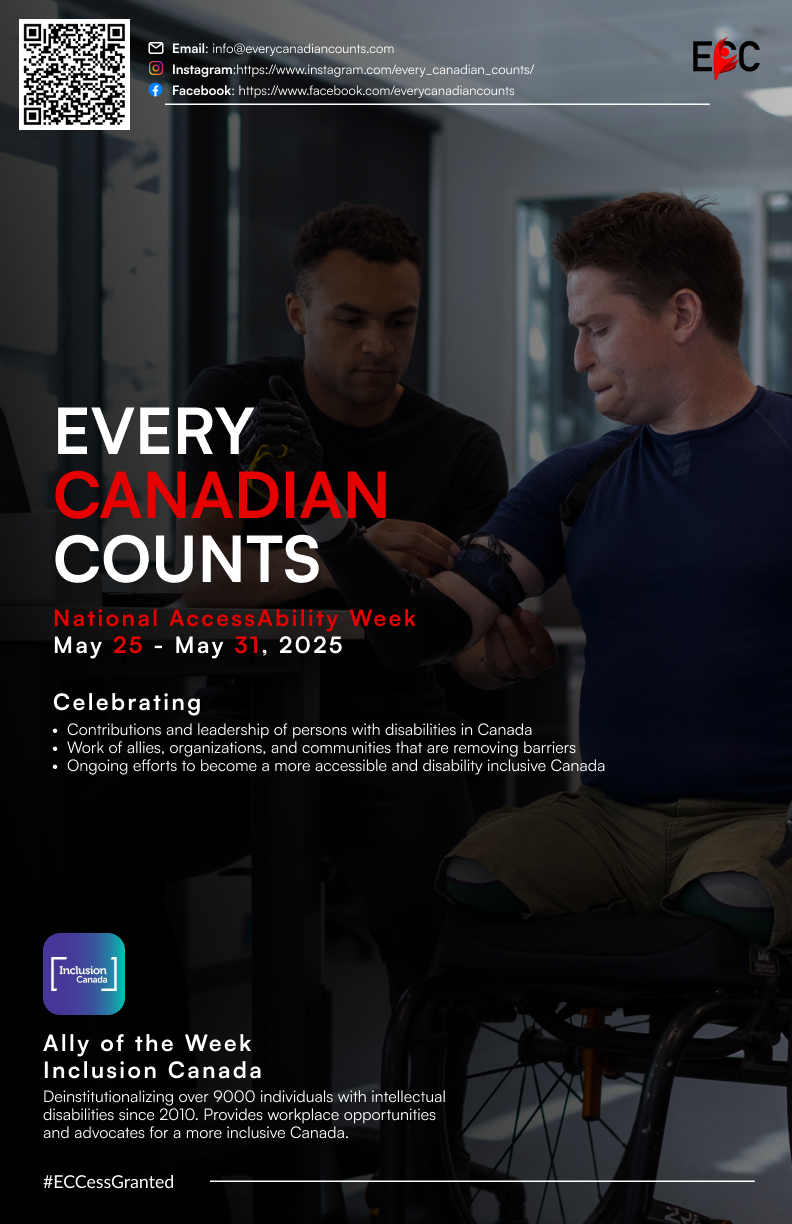 Email: info@everycanadiancounts.com
Instagram:https://www.instagram.com/every_canadian_counts/
Facebook: https://www.facebook.com/everycanadiancounts
ECC
EVERY
CANADIAN
COUNTS
National AccessAbility Week
May 25 - May 31, 2025
Celebrating
• Contributions and leadership of persons with disabilities in Canada
• Work of allies, organizations, and communities that are removing barriers
• Ongoing efforts to become a more accessible and disability inclusive Canada
Inclusion
Canada
Ally of the Week
Inclusion Canada
Deinstitutionalizing over 9000 individuals with intellectual
disabilities since 2010. Provides workplace opportunities
and advocates for a more inclusive Canada.
#ECCessGranted